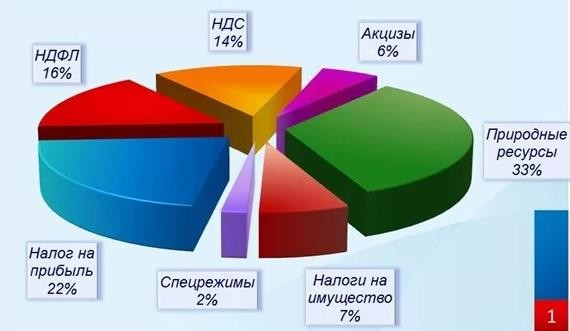 НДС
14%
Акцизы
6%
НДФЛ
16%
Природные
ресурсы
33%
Налог на
прибыль
22%
Спецрежимы
2%
Налоги на
имущество
7%
1